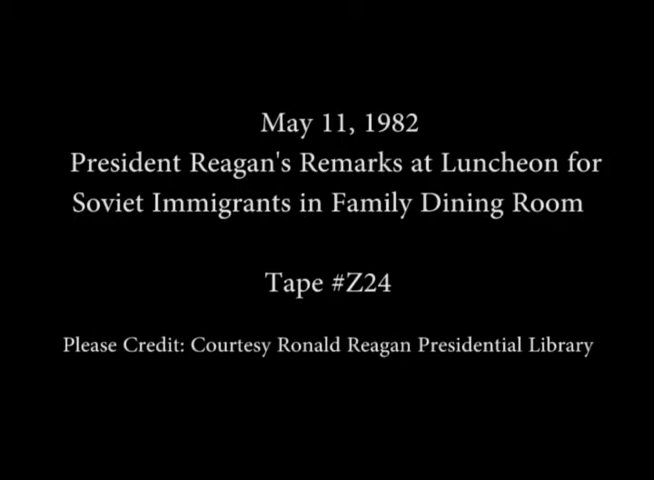 May 11, 1982
President Reagan's Remarks at Luncheon for
Soviet Immigrants in Family Dining Room
Tape #Z24
Please Credit: Courtesy Ronald Reagan Presidential Library